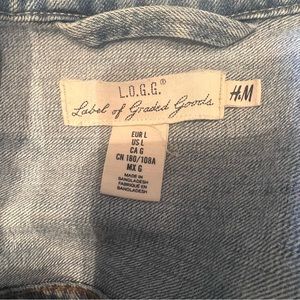 L.O.G.G.®
Label of Graded Goods
H&M
EUR L
US L
CA G
CN 180/108A
MX G
MADE IN
BANGLADESH
FABRIQUÉ EN
BANGLADESH